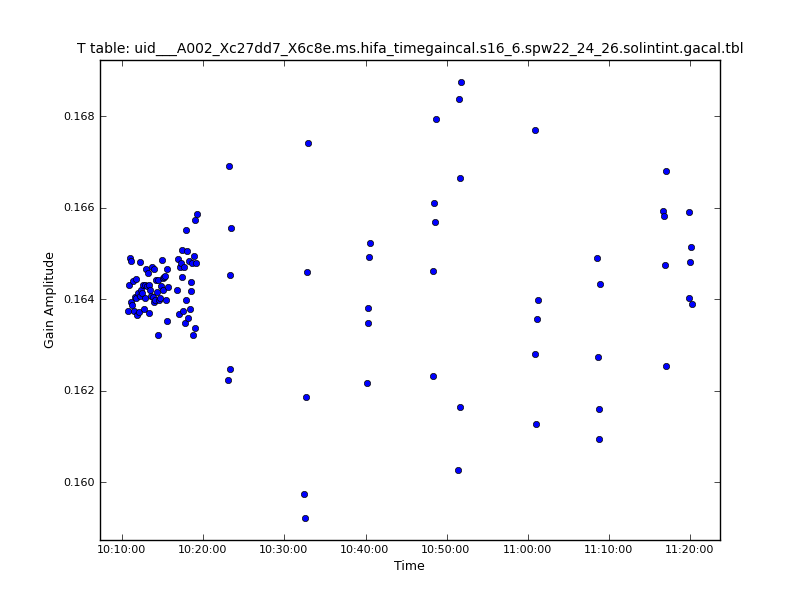 T table: uid___A002_Xc27dd7_X6c8e.ms.hifa_timegaincal.s16_6.spw22_24_26.solintint.gacal.tbl
0.168
0.166
0.164
0.162
0.160
Gain Amplitude
10:10:00 10:20:00 10:30:00 10:40:00 10:50:00 11:00:00 11:10:00 11:20:00
Time